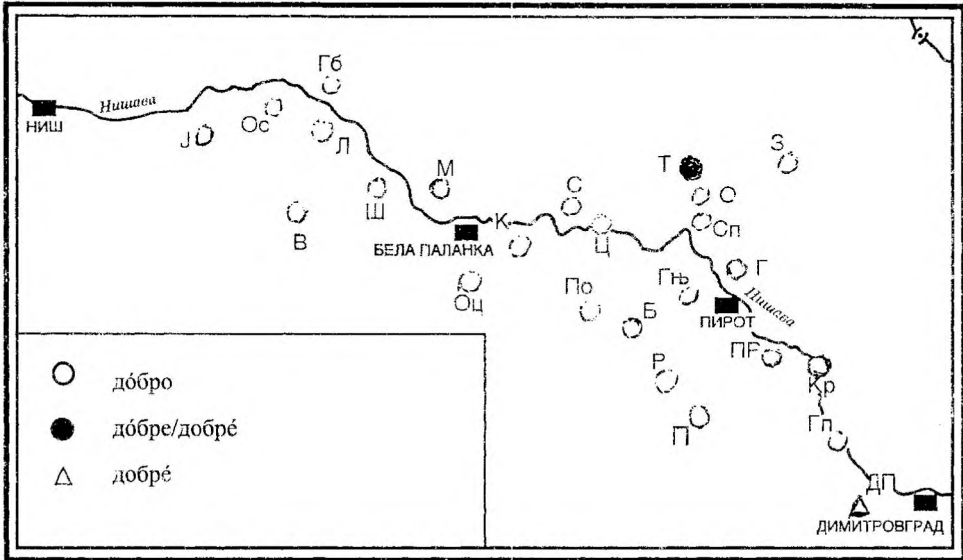 Гб
Нишава
НИШ
Ос
Ј
Л
М
Ш
В
К
С
Т
З
О
Сп
Ц
БЕЛА ПАЛАНКА
Оц
По
Гњ
Г
Нишава
Б
ПИРОТ
ПР
Р
Кр
П
Гл
ДП
ДИМИТРОВГРАД
до́бро
до́бре/добре́
добре́